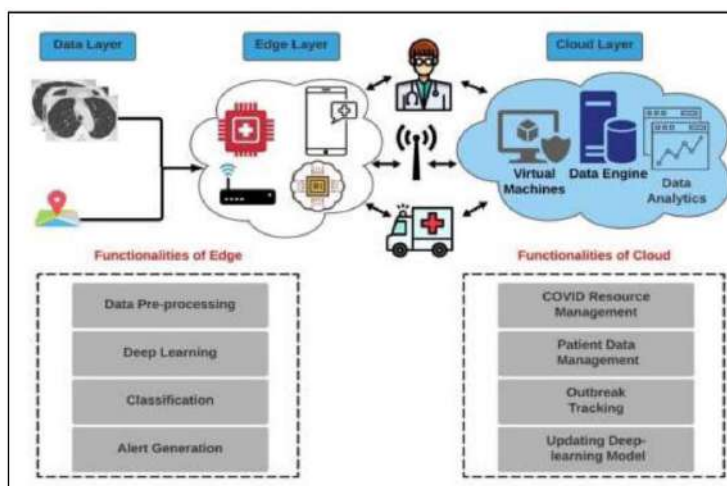 Data Layer
Edge Layer
Cloud Layer
Virtual
Machines
Data Engine
Data
Analytics
Functionalities of Edge
Data Pre-processing
Deep Learning
Classification
Alert Generation
Functionalities of Cloud
COVID Resource
Management
Patient Data
Management
Outbreak
Tracking
Updating Deep-
learning Model